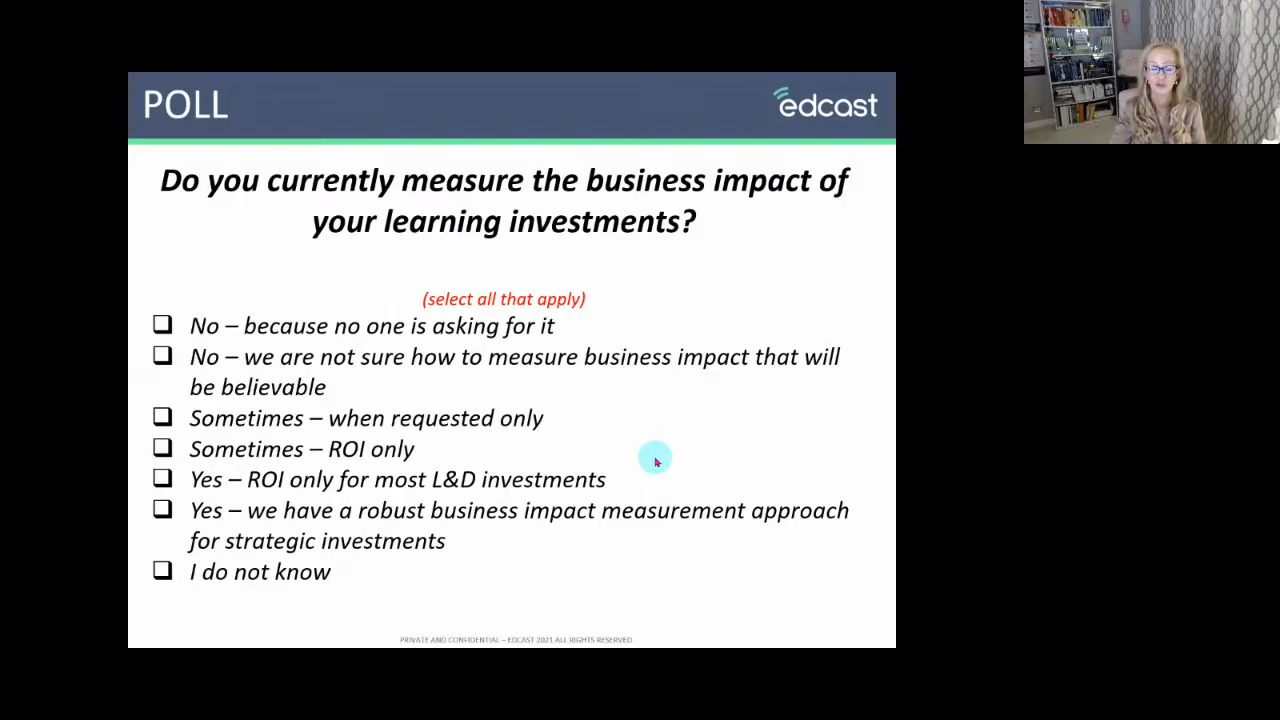 POLL
edcast
Do you currently measure the business impact of
your learning investments?
(select all that apply)
No – because no one is asking for it
No – we are not sure how to measure business impact that will
be believable
Sometimes – when requested only
Sometimes – ROI only
Yes – ROI only for most L&D investments
Yes – we have a robust business impact measurement approach
for strategic investments
I do not know
PRIVATE AND CONFIDENTIAL – EDCAST 2021 ALL RIGHTS RESERVED